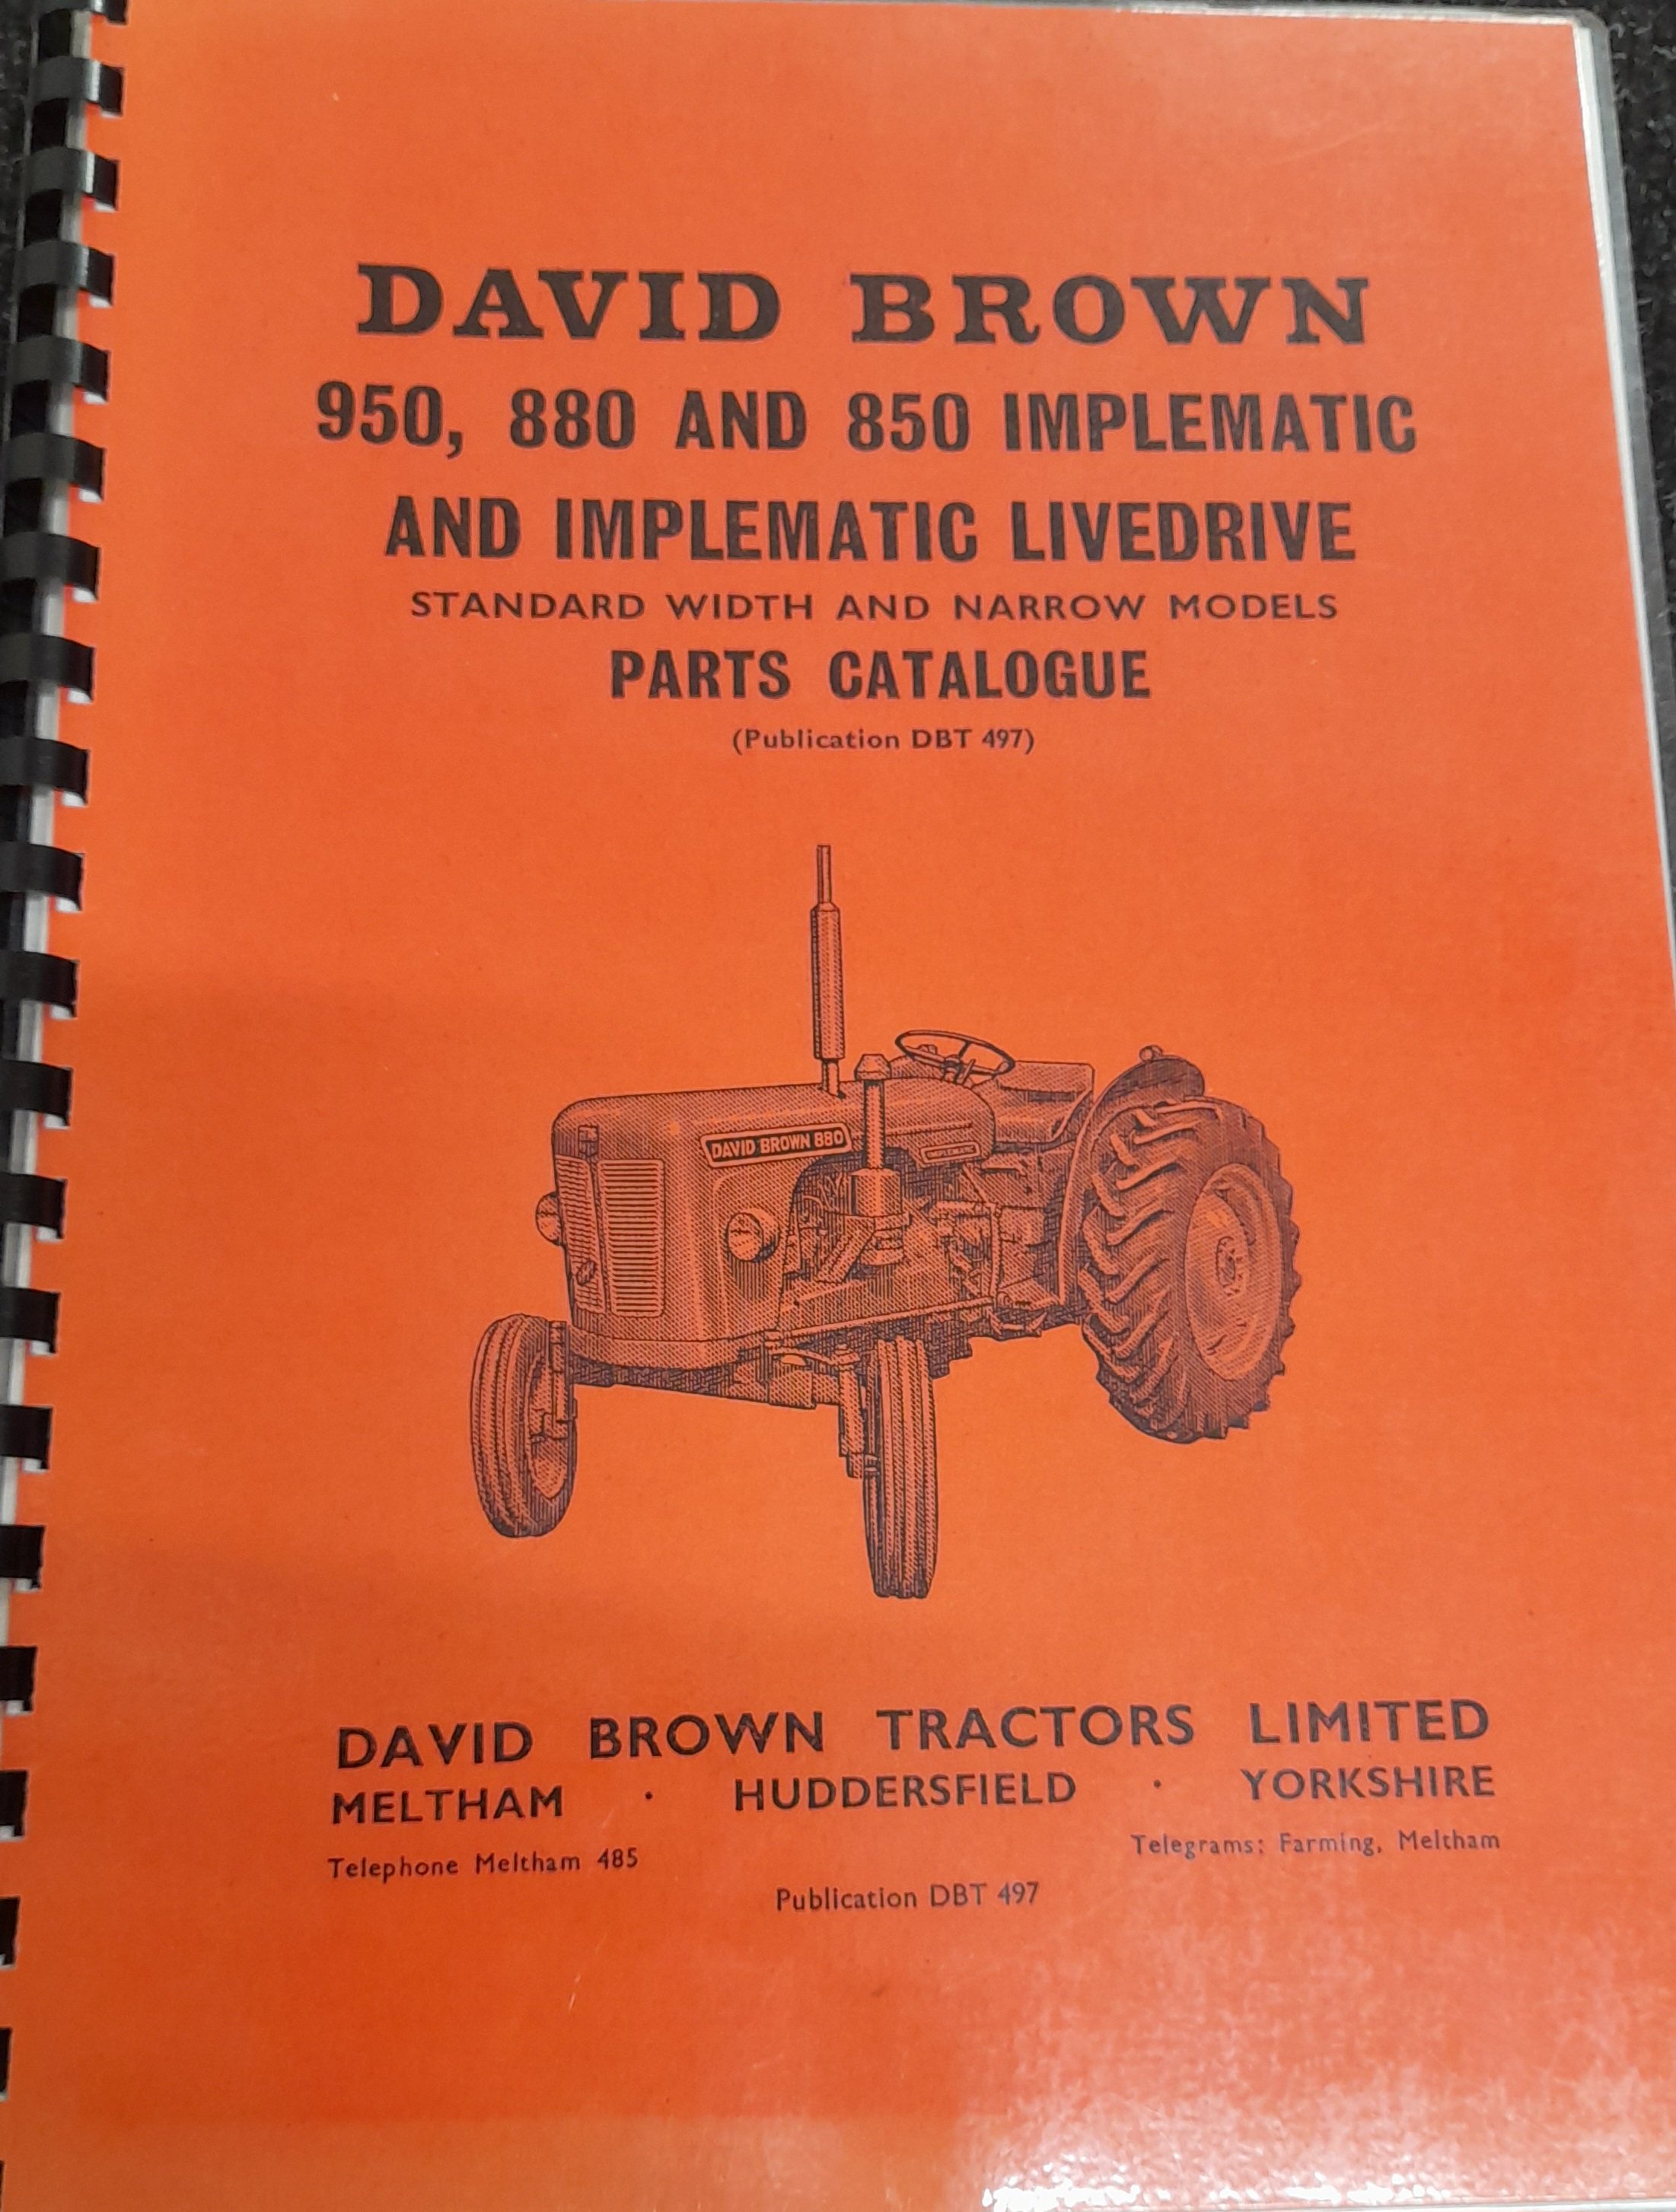 DAVID BROWN
950, 880 AND 850 IMPLEMATIC
AND IMPLEMATIC LIVEDRIVE
STANDARD WIDTH AND NARROW MODELS
PARTS CATALOGUE
(Publication DBT 497)
DAVID BROWN 880
IMPLEMATIC
DAVID BROWN TRACTORS LIMITED
MELTHAM · HUDDERSFIELD · YORKSHIRE
Telephone Meltham 485 Telegrams: Farming, Meltham
Publication DBT 497